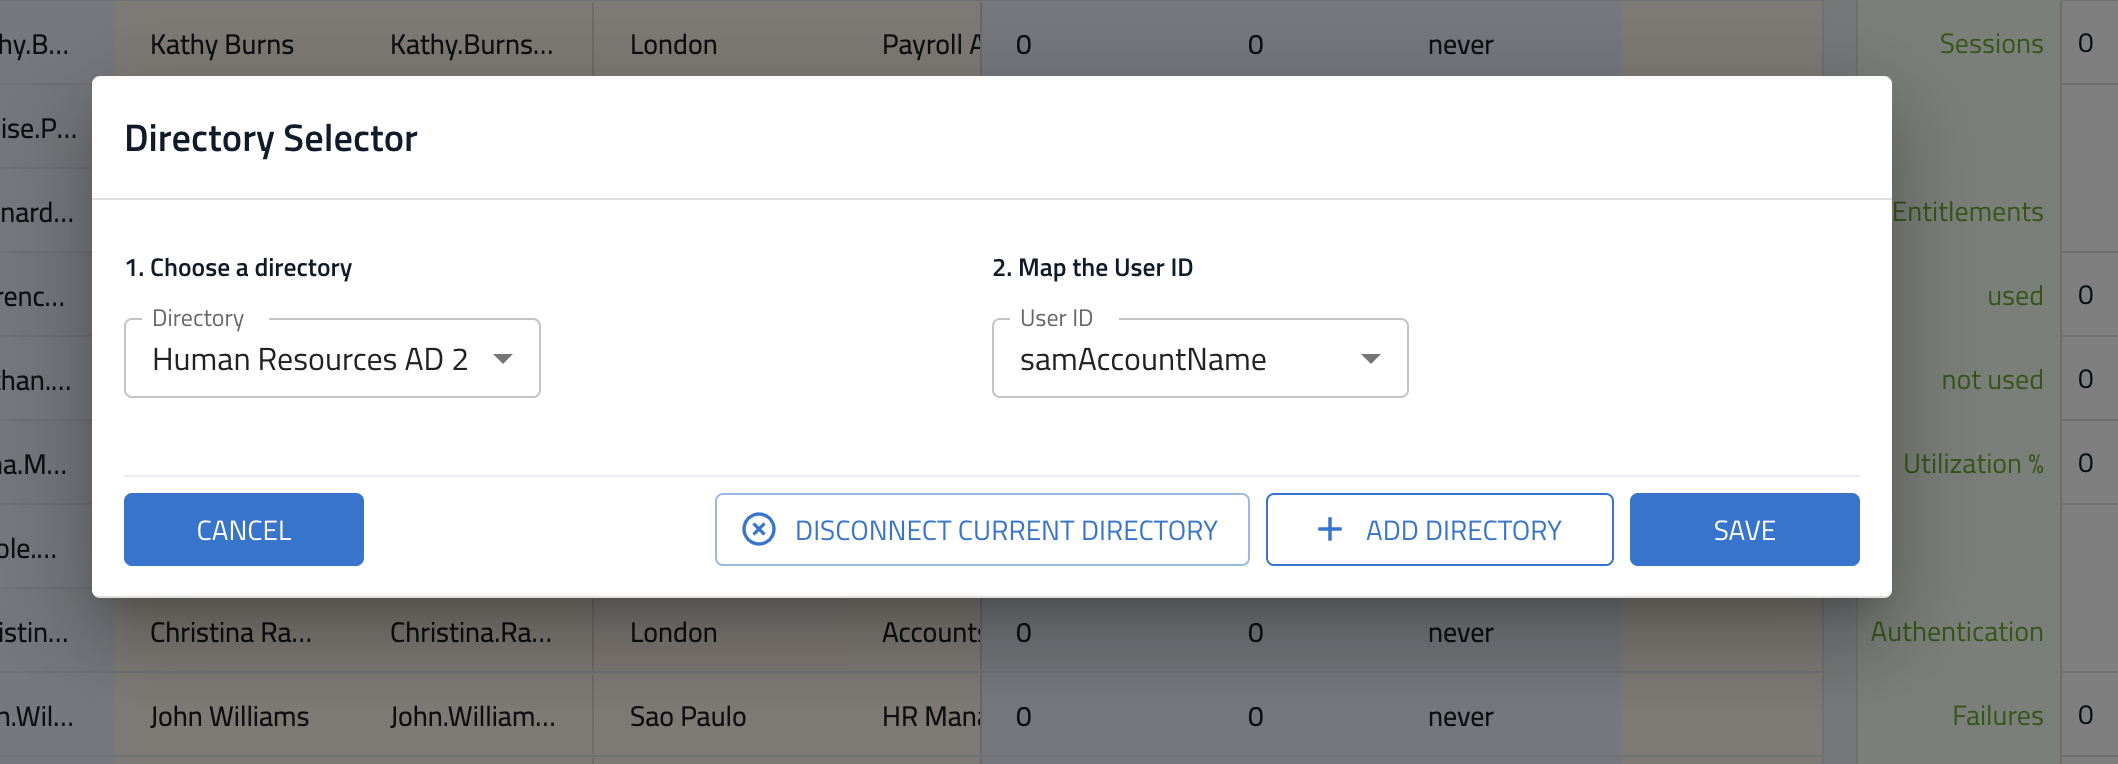 hy.B... Kathy Burns Kathy.Burns... London Payroll A 0 0 never Sessions 0
ise.P...
nard... Entitlements
renc... used 0
han.... not used 0
a.M... Utilization % 0
ole....
Directory Selector
1. Choose a directory
Directory
Human Resources AD 2
2. Map the User ID
User ID
samAccountName
CANCEL
DISCONNECT CURRENT DIRECTORY
ADD DIRECTORY
SAVE
istin... Christina Ra... Christina.Ra... London Accounts 0 0 never Authentication
n.Wil... John Williams John.William... Sao Paulo HR Mana 0 0 never Failures 0